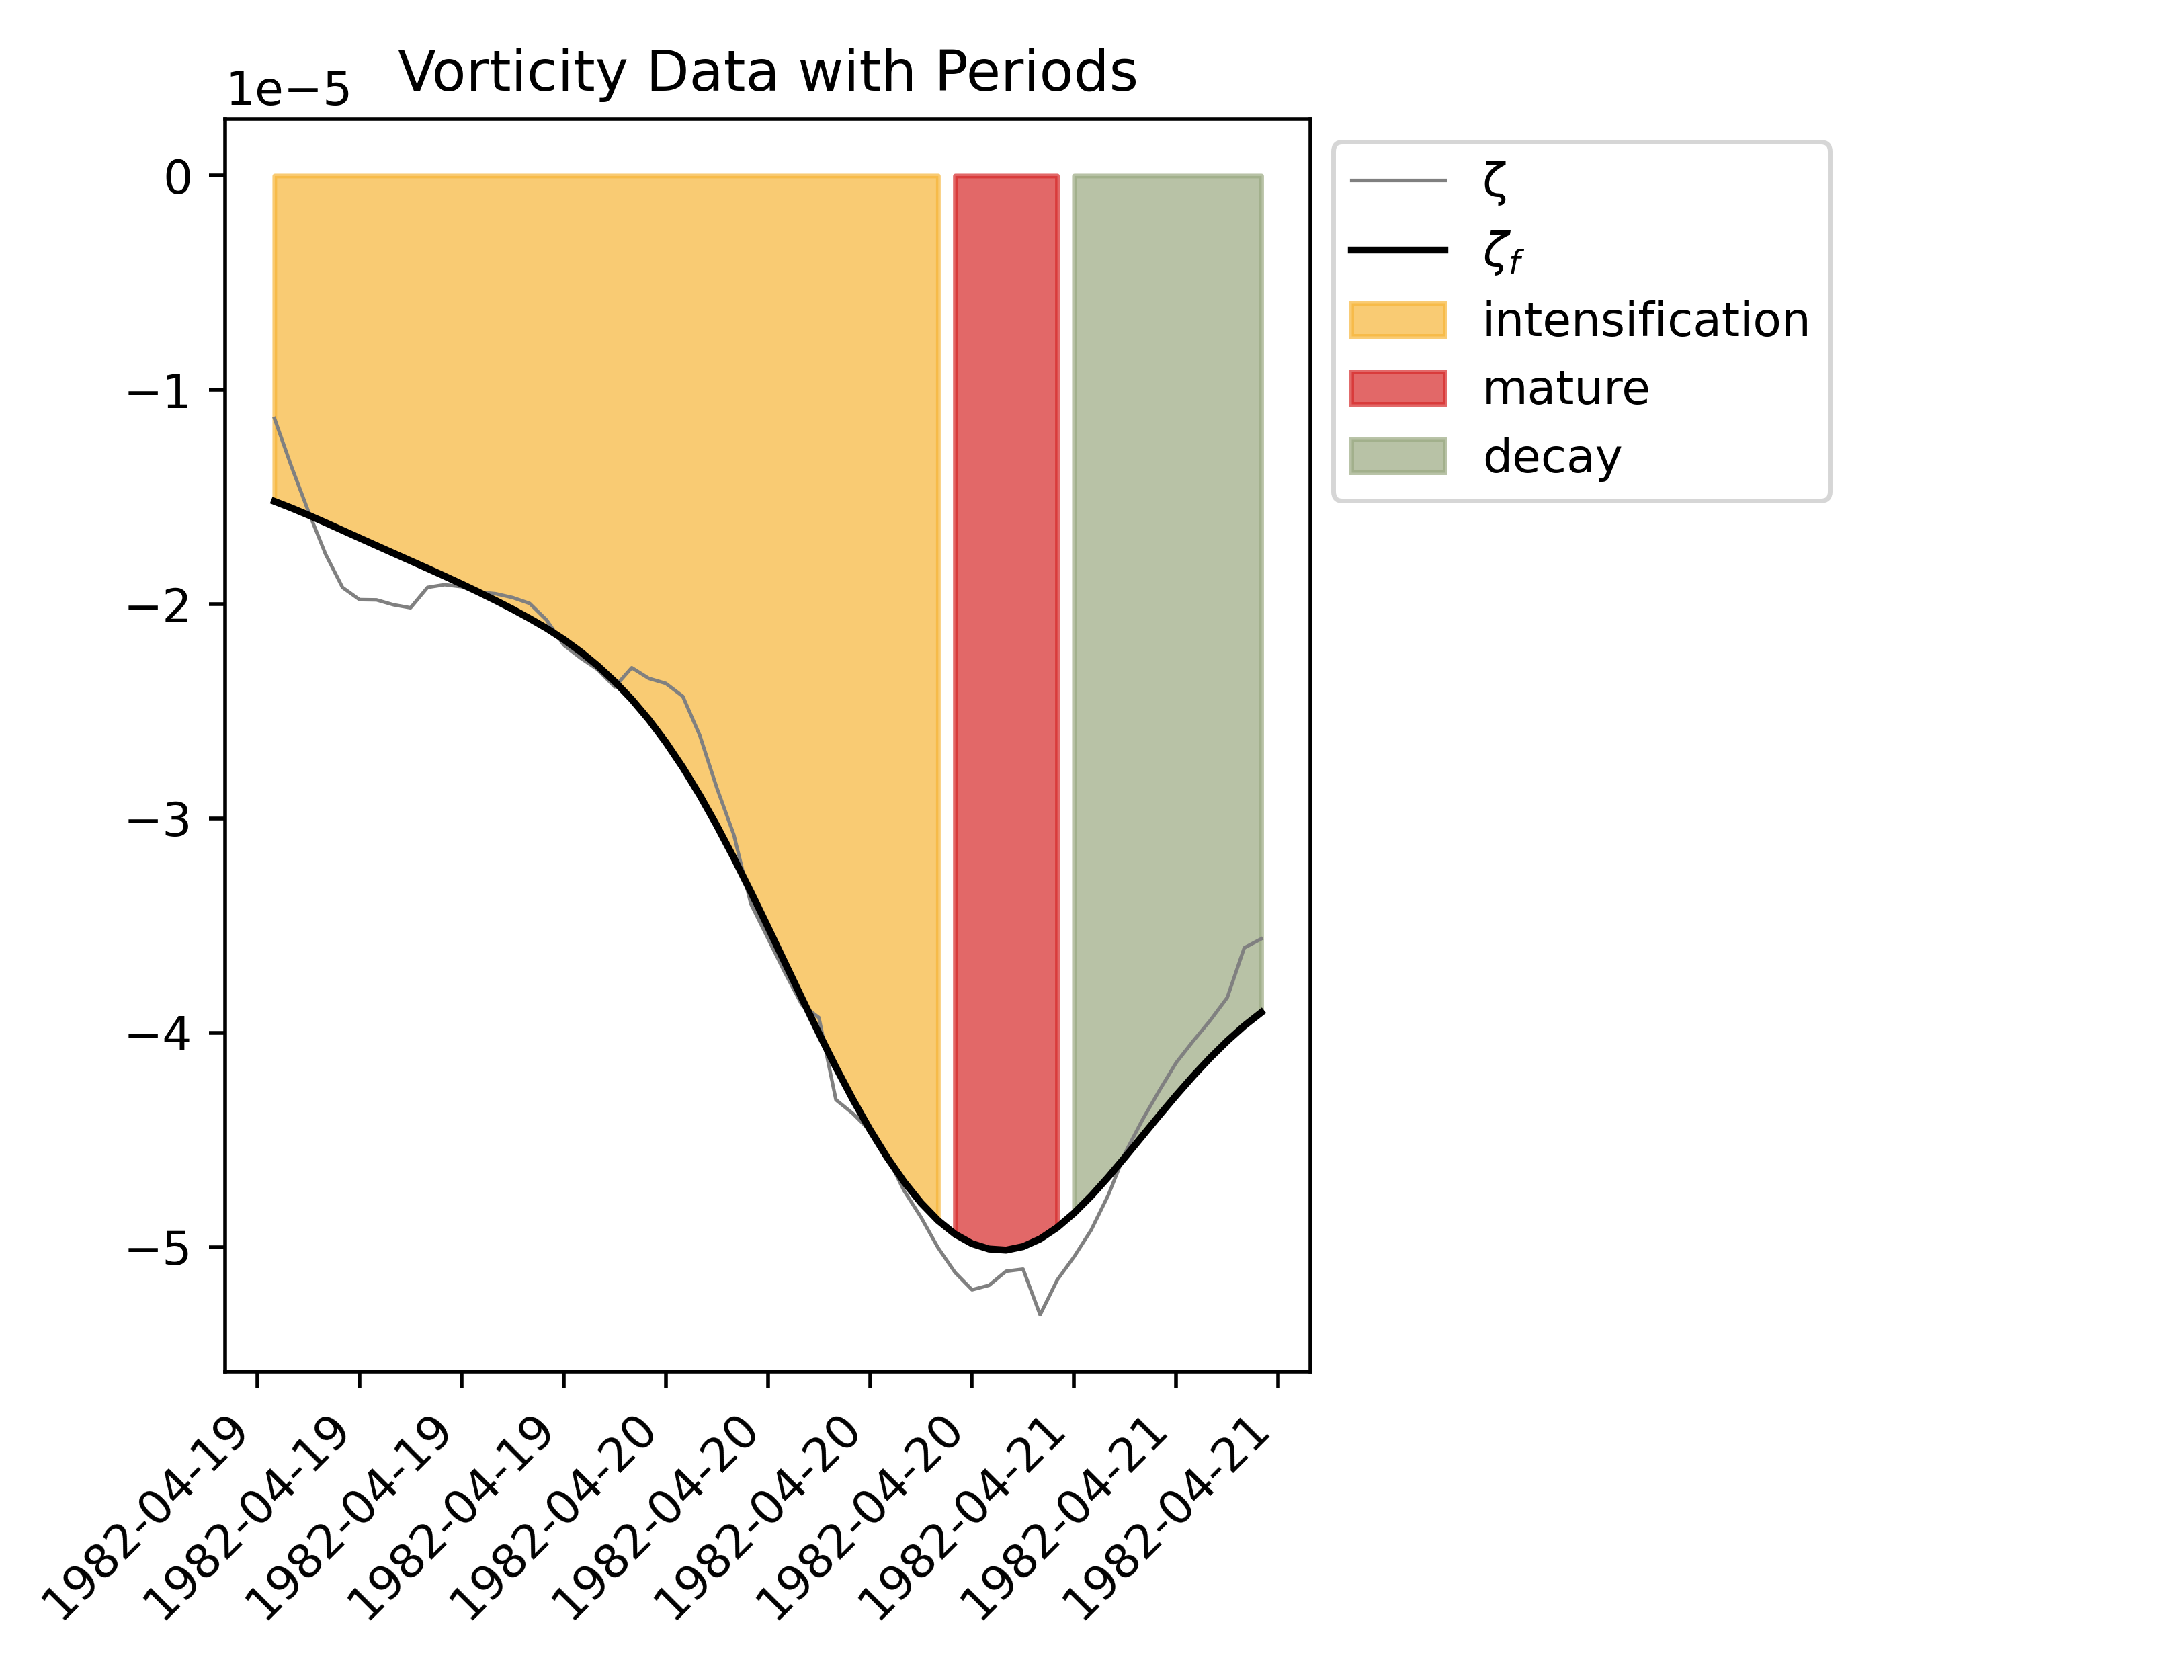 Vorticity Data with Periods
1e−5
0
−1
−2
−3
−4
−5
1982-04-19
1982-04-19
1982-04-19
1982-04-19
1982-04-20
1982-04-20
1982-04-20
1982-04-20
1982-04-21
1982-04-21
1982-04-21
ζ
ζf
intensification
mature
decay